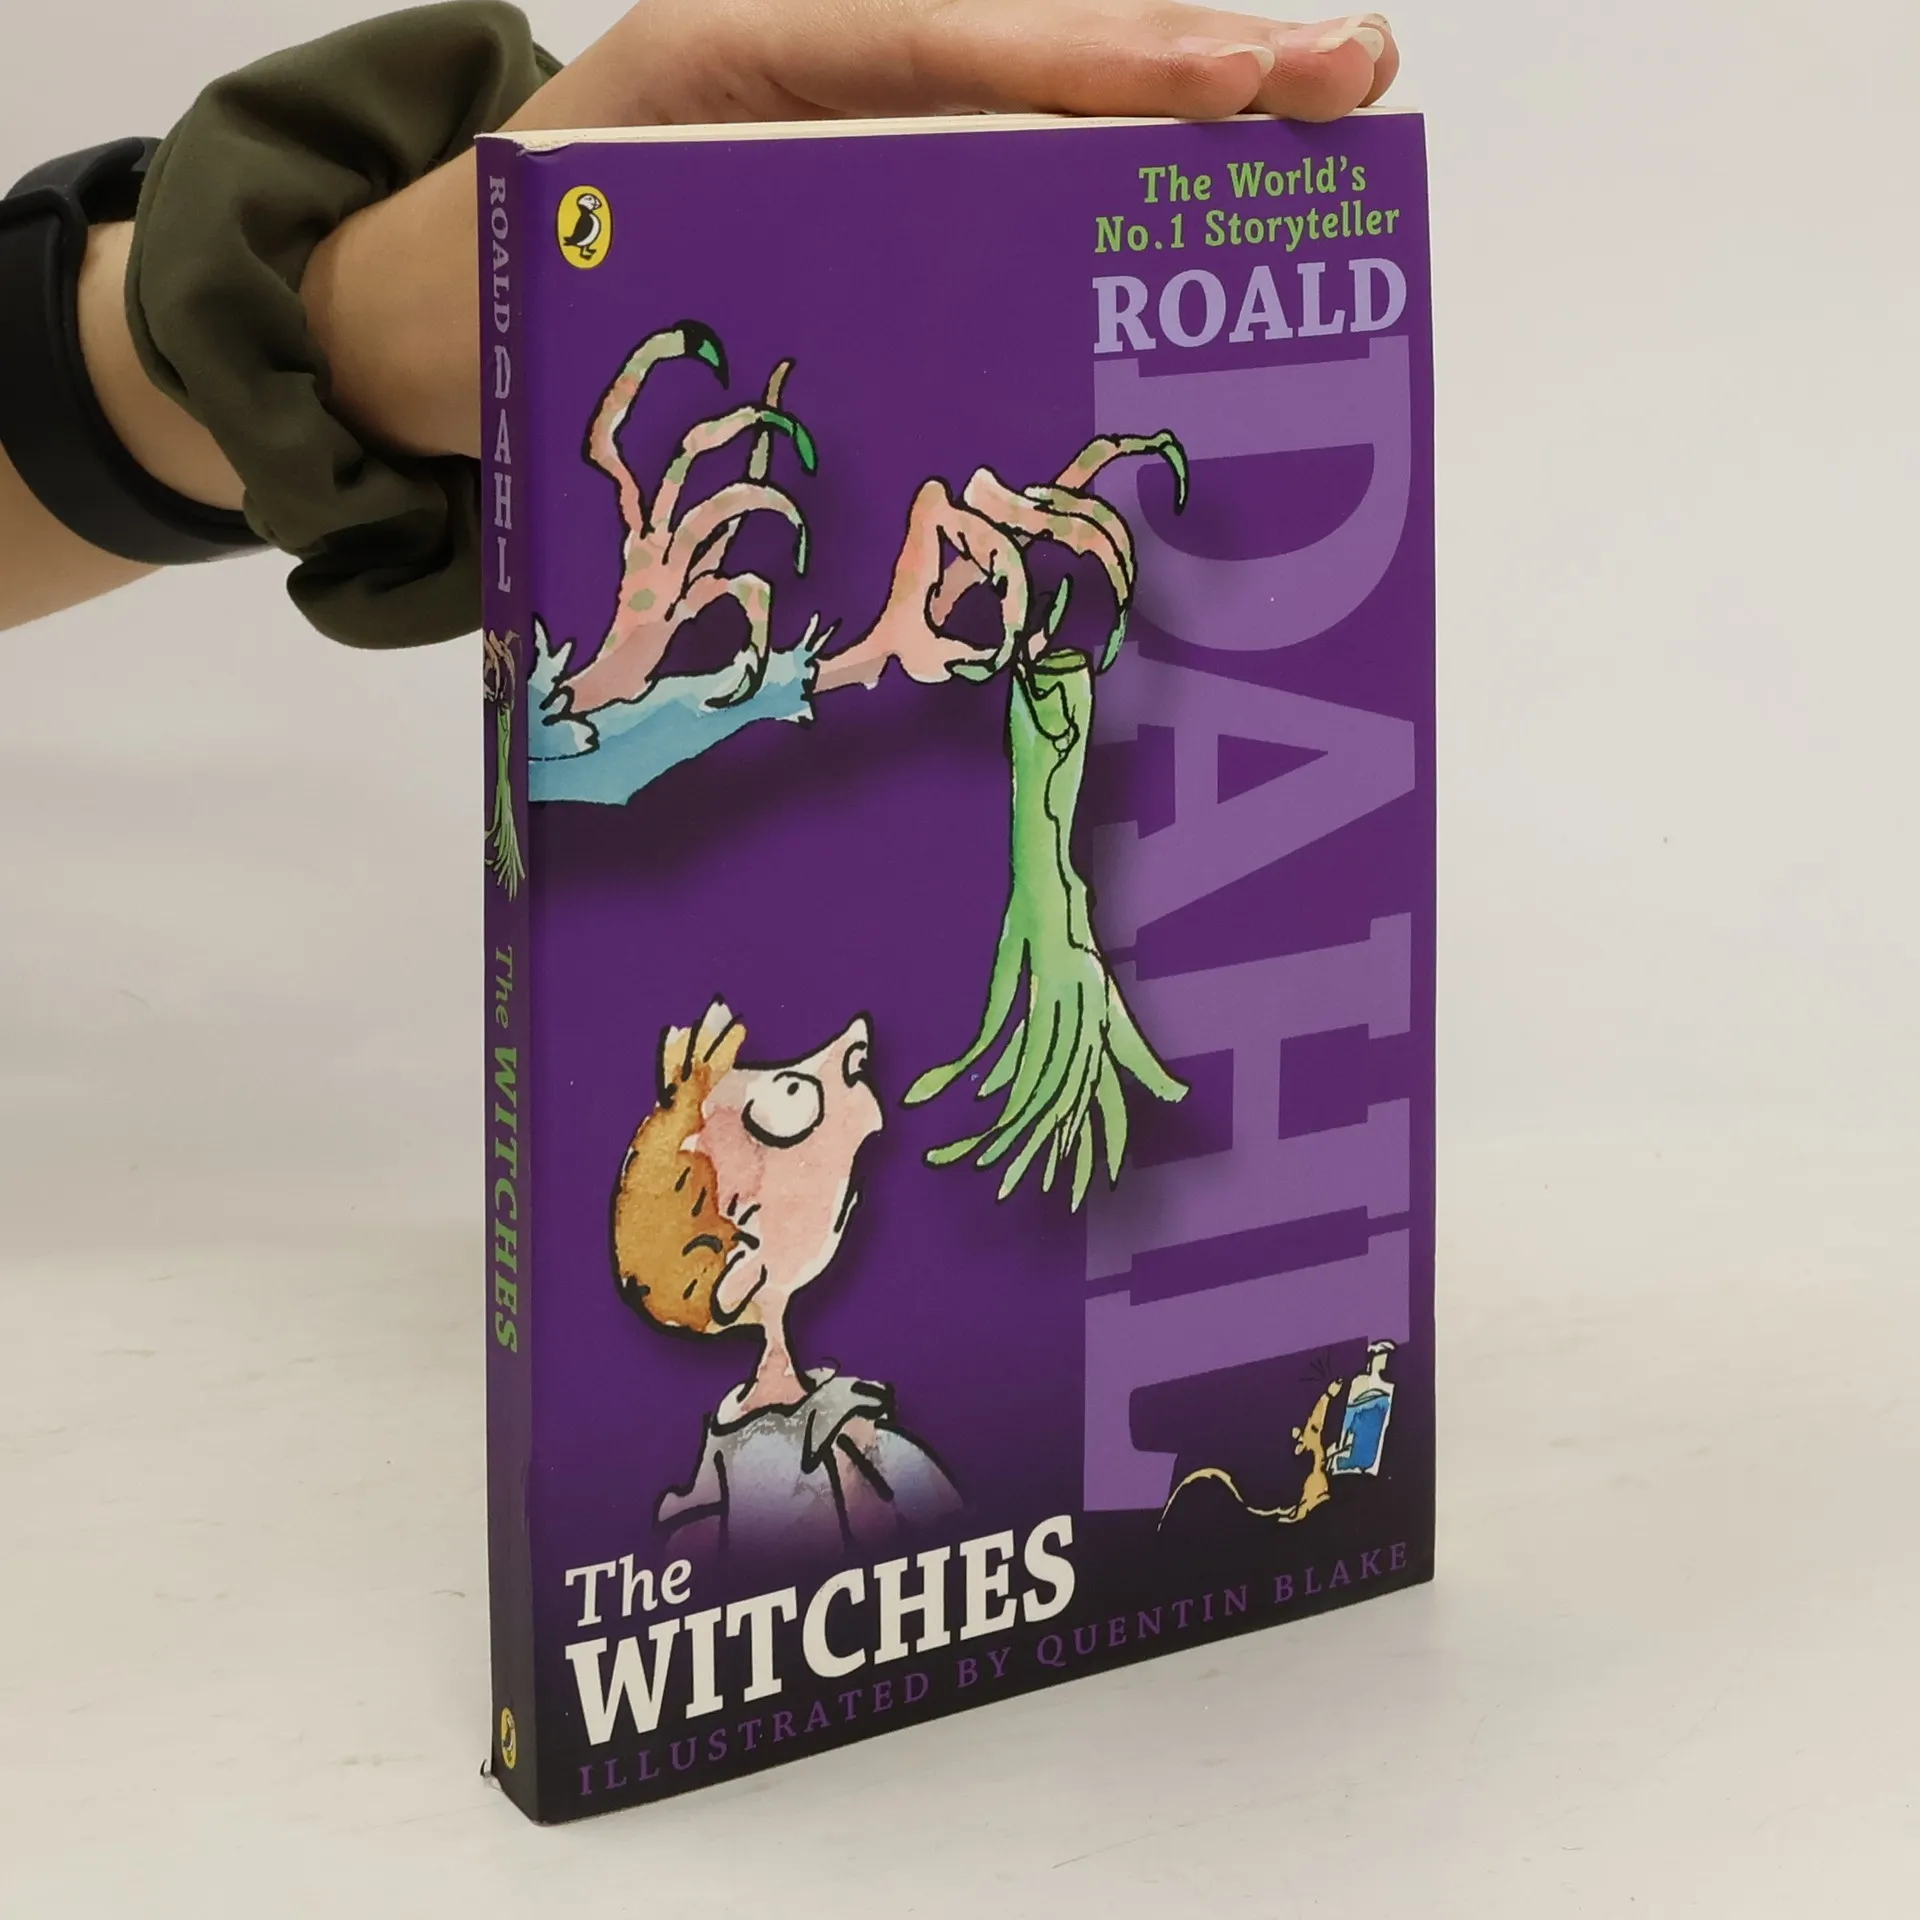 ROALD DAHL The WITCHES
The World's
No.1 Storyteller
ROALD
DAHL
The
WITCHES
ILLUSTRATED BY QUENTIN BLAKE